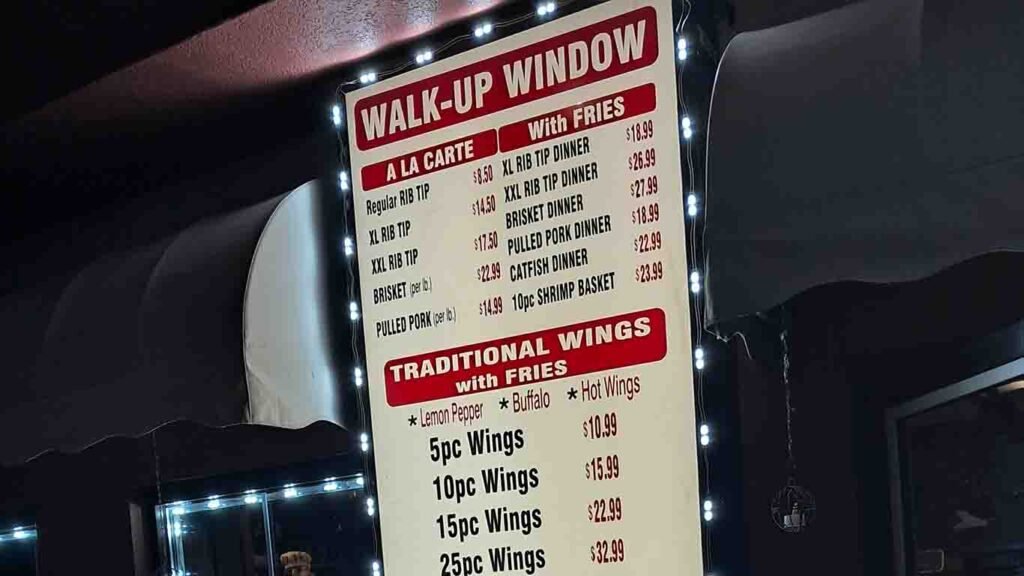 WALK-UP WINDOW
A LA CARTE
Regular RIB TIP $8.50
XL RIB TIP $14.50
XXL RIB TIP $17.50
BRISKET (per lb.) $22.99
PULLED PORK (per lb.) $14.99
With FRIES
XL RIB TIP DINNER $18.99
XXL RIB TIP DINNER $26.99
BRISKET DINNER $27.99
PULLED PORK DINNER $18.99
CATFISH DINNER $22.99
10pc SHRIMP BASKET $23.99
TRADITIONAL WINGS
with FRIES
* Lemon Pepper * Buffalo * Hot Wings
5pc Wings $10.99
10pc Wings $15.99
15pc Wings $22.99
25pc Wings $32.99